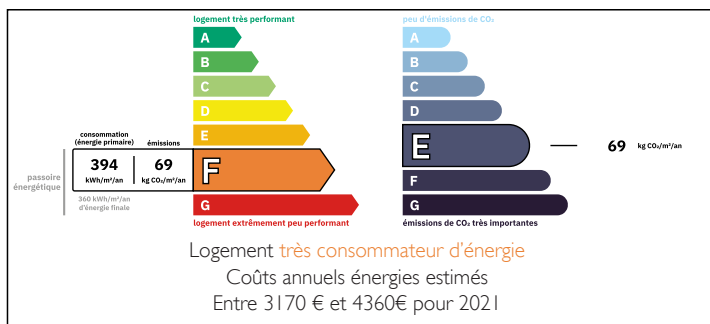 logement très performant
A
B
C
D
E
consommation
(énergie primaire)
émissions
394
kWh/m²/an
69
kg CO₂/m²/an
F
passoire
énergétique
360 kWh/m²/an
d'énergie finale
G
logement extrêmement peu performant
peu d'émissions de CO₂
A
B
C
D
E
69
kg CO₂/m²/an
F
G
émissions de CO₂ très importantes
Logement très consommateur d'énergie
Coûts annuels énergies estimés
Entre 3170 € et 4360€ pour 2021